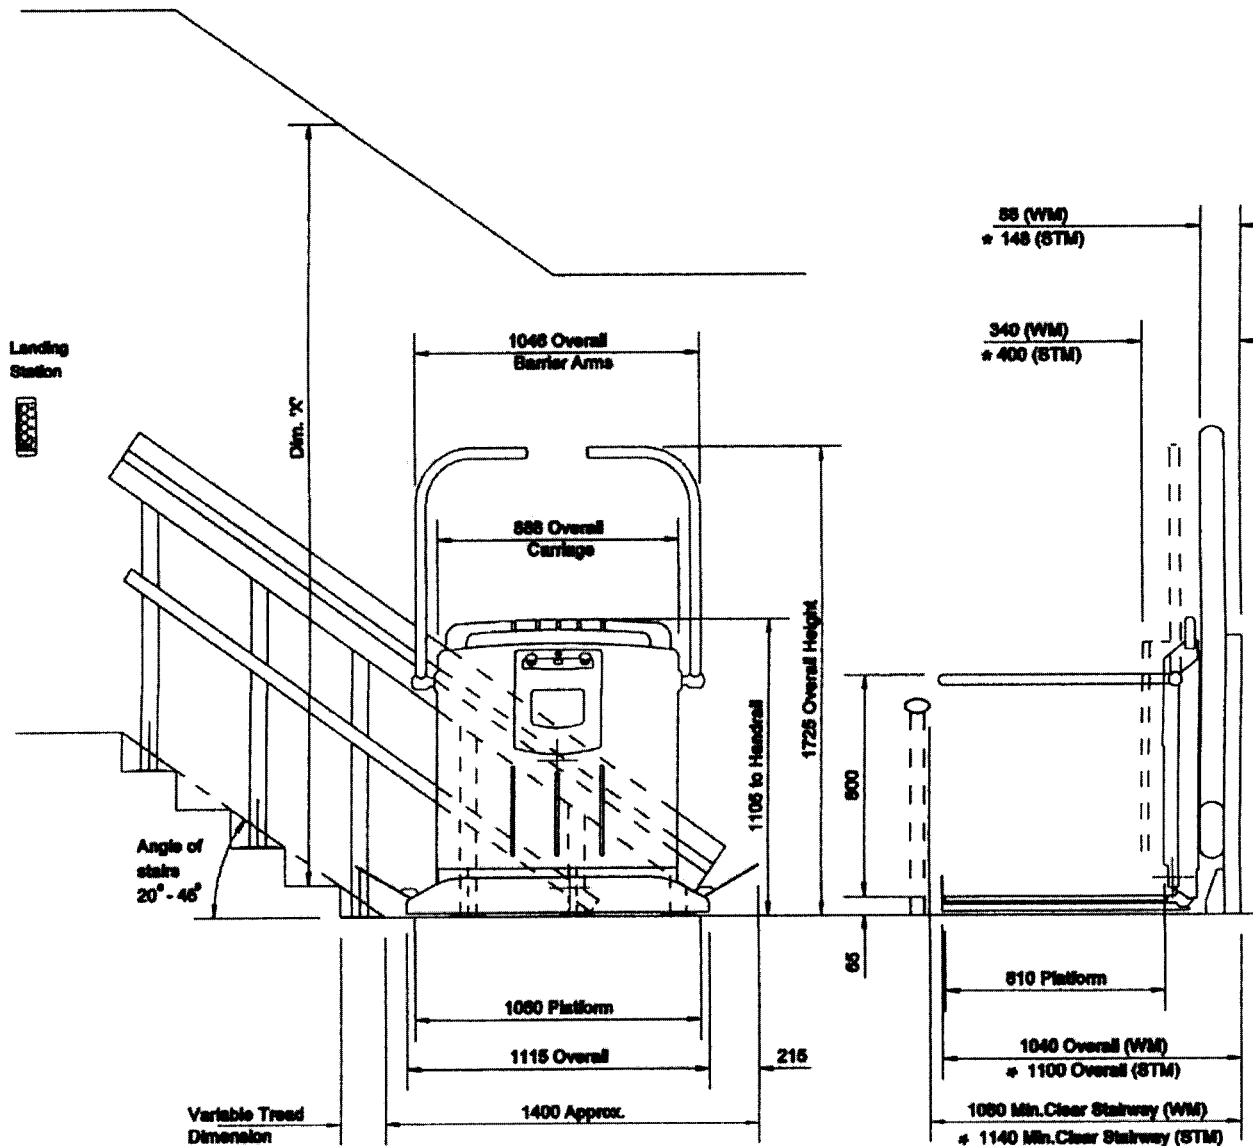 88 (WM)
* 148 (STM)
340 (WM)
* 400 (STM)
Landing
Station
1046 Overall
Barrier Arms
Dim. 'X'
888 Overall
Carriage
1725 Overall Height
1105 to Handrail
800
65
Angle of
stairs
20° - 45°
810 Platform
1060 Platform
1040 Overall (WM)
* 1100 Overall (STM)
1115 Overall
215
1400 Approx.
Variable Tread
Dimension
1080 Min.Clear Stairway (WM)
* 1140 Min.Clear Stairway (STM)